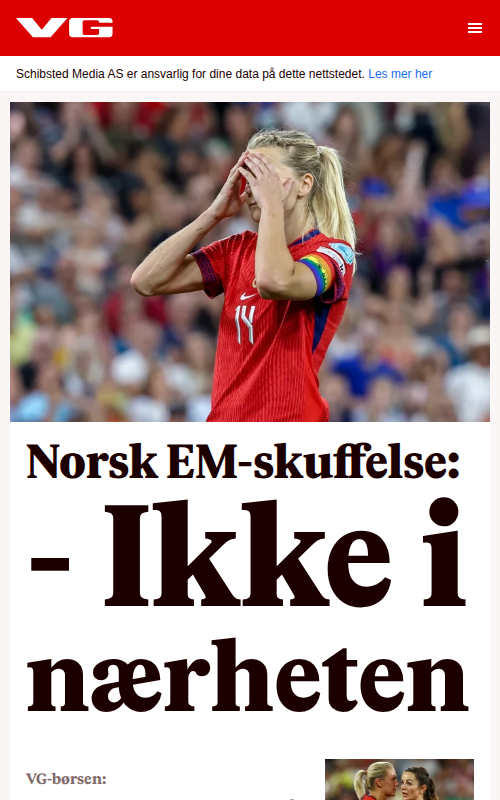 VG
Schibsted Media AS er ansvarlig for dine data på dette nettstedet. Les mer her
14
Norsk EM-skuffelse:
- Ikke i
nærheten
VG-børsen: